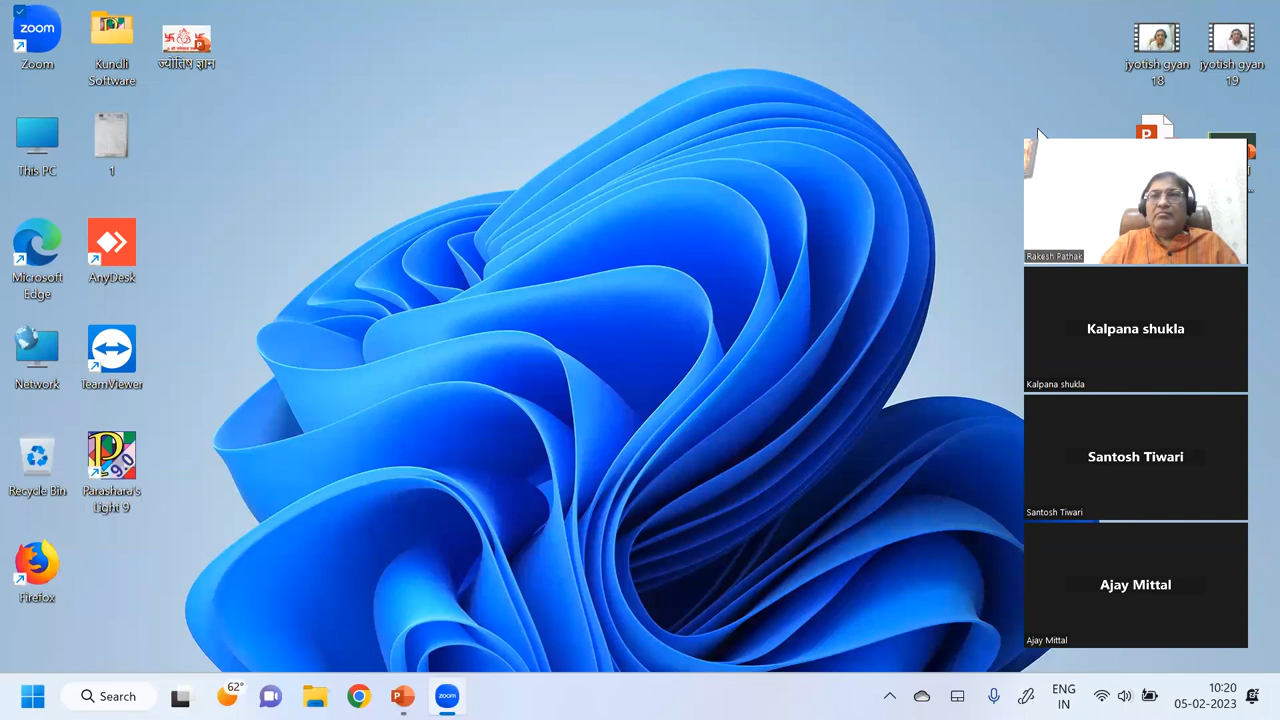 zoom
Zoom
Kundli
Software
ज्योतिष ज्ञान
This PC
1
Microsoft
Edge
AnyDesk
Network
TeamViewer
Recycle Bin
Parashara's
Light 9
Firefox
jyotish gyan
18
jyotish gyan
19
Rakesh Pathak
Kalpana shukla
Kalpana shukla
Santosh Tiwari
Santosh Tiwari
Ajay Mittal
Ajay Mittal
Search
62°
zoom
ENG
IN
10:20
05-02-2023